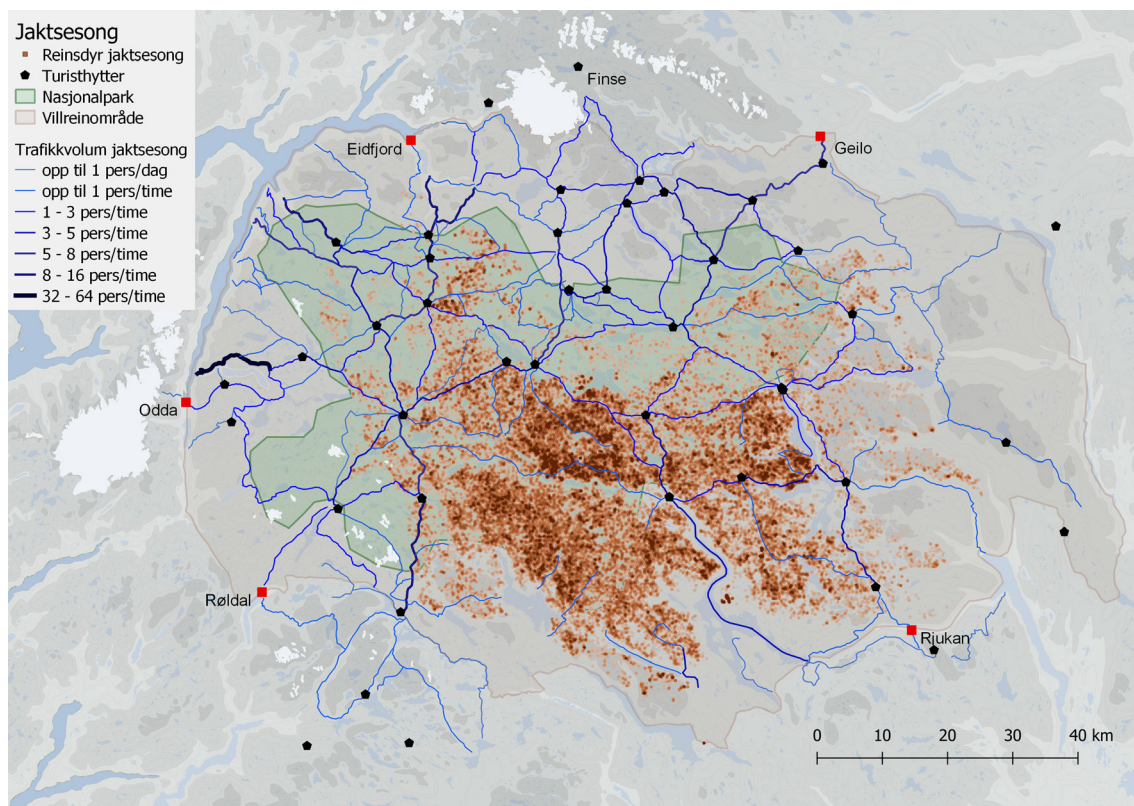 Jaktsesong
Reinsdyr jaktsesong
Turisthytter
Nasjonalpark
Villreinområde
Trafikkvolum jaktsesong
opp til 1 pers/dag
opp til 1 pers/time
1 - 3 pers/time
3 - 5 pers/time
5 - 8 pers/time
8 - 16 pers/time
32 - 64 pers/time
Finse
Eidfjord
Geilo
Odda
Røldal
Rjukan
0 10 20 30 40 km